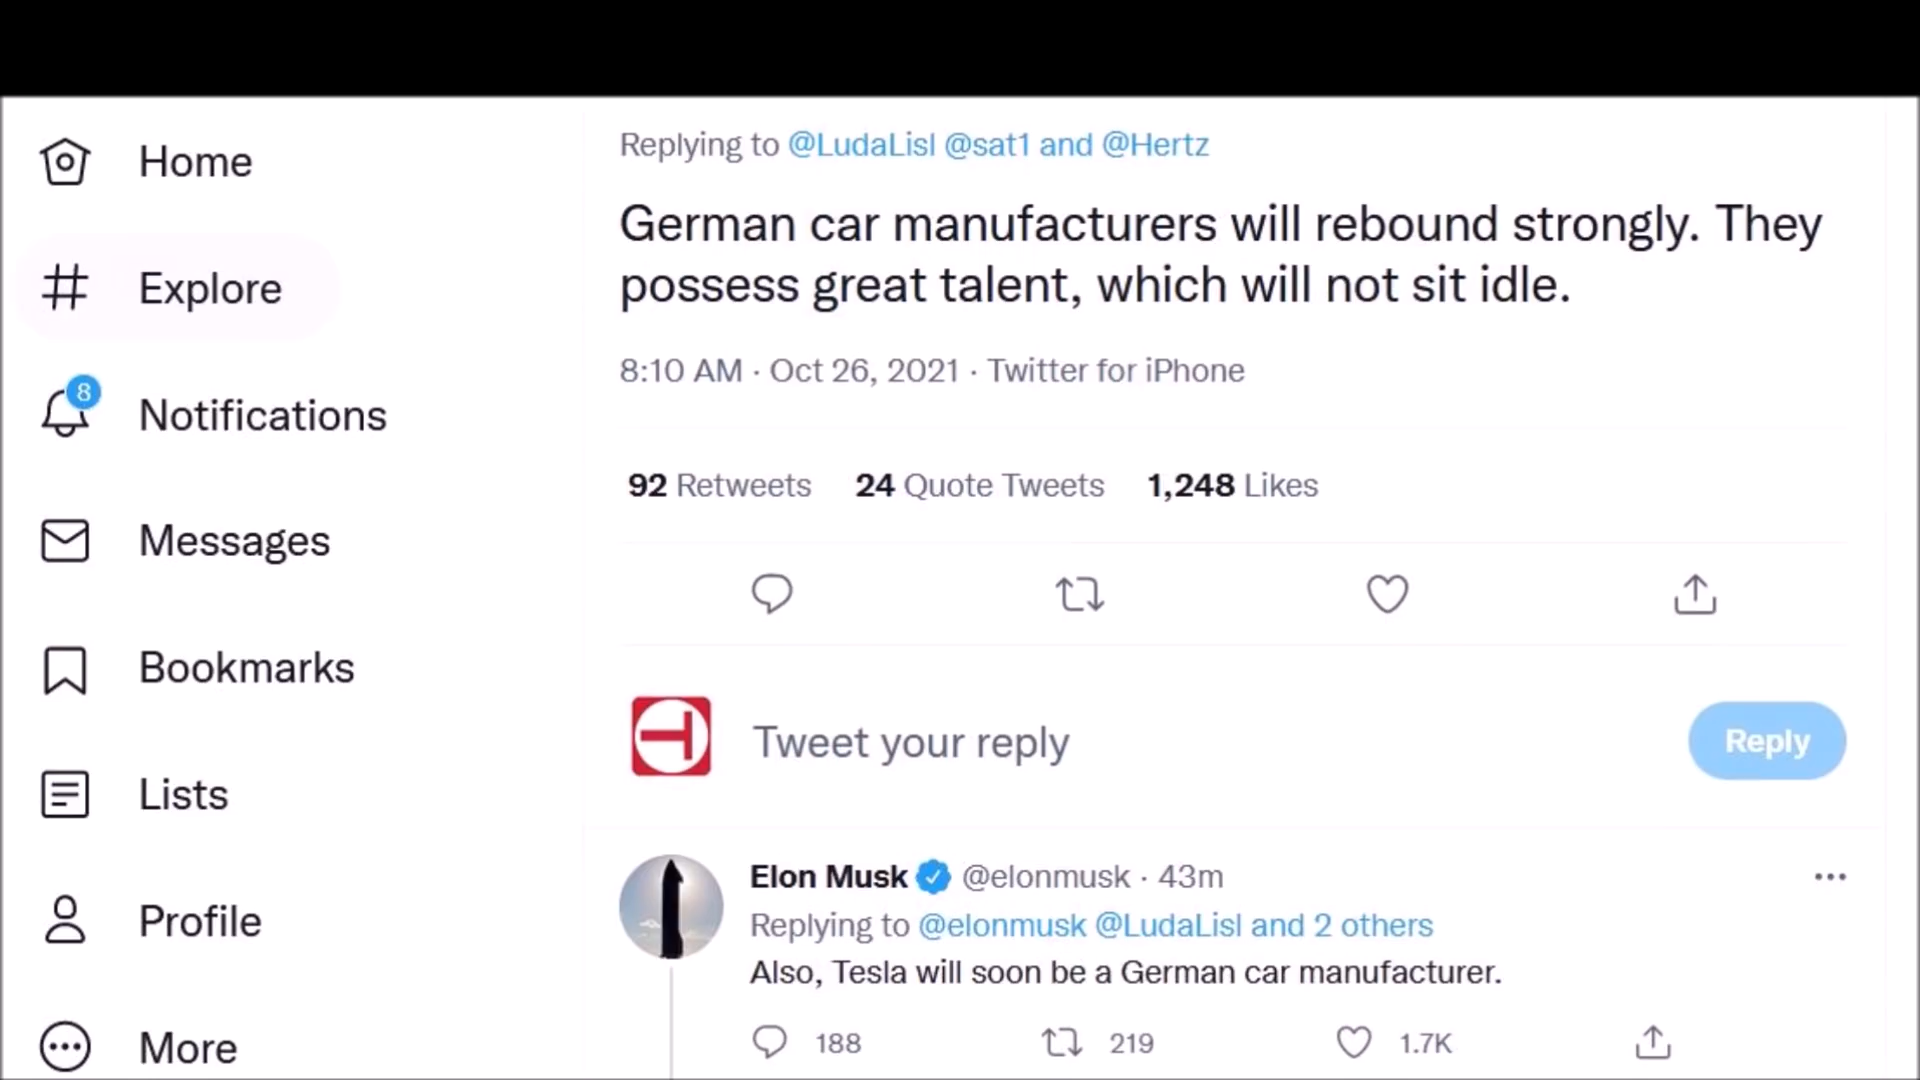 Home
Explore
8
Notifications
Messages
Bookmarks
Lists
Profile
More
Replying to @LudaLisl @sat1 and @Hertz
German car manufacturers will rebound strongly. They
possess great talent, which will not sit idle.
8:10 AM · Oct 26, 2021 · Twitter for iPhone
92 Retweets 24 Quote Tweets 1,248 Likes
Tweet your reply
Reply
Elon Musk @elonmusk · 43m
Replying to @elonmusk @LudaLisl and 2 others
Also, Tesla will soon be a German car manufacturer.
188 219 1.7K